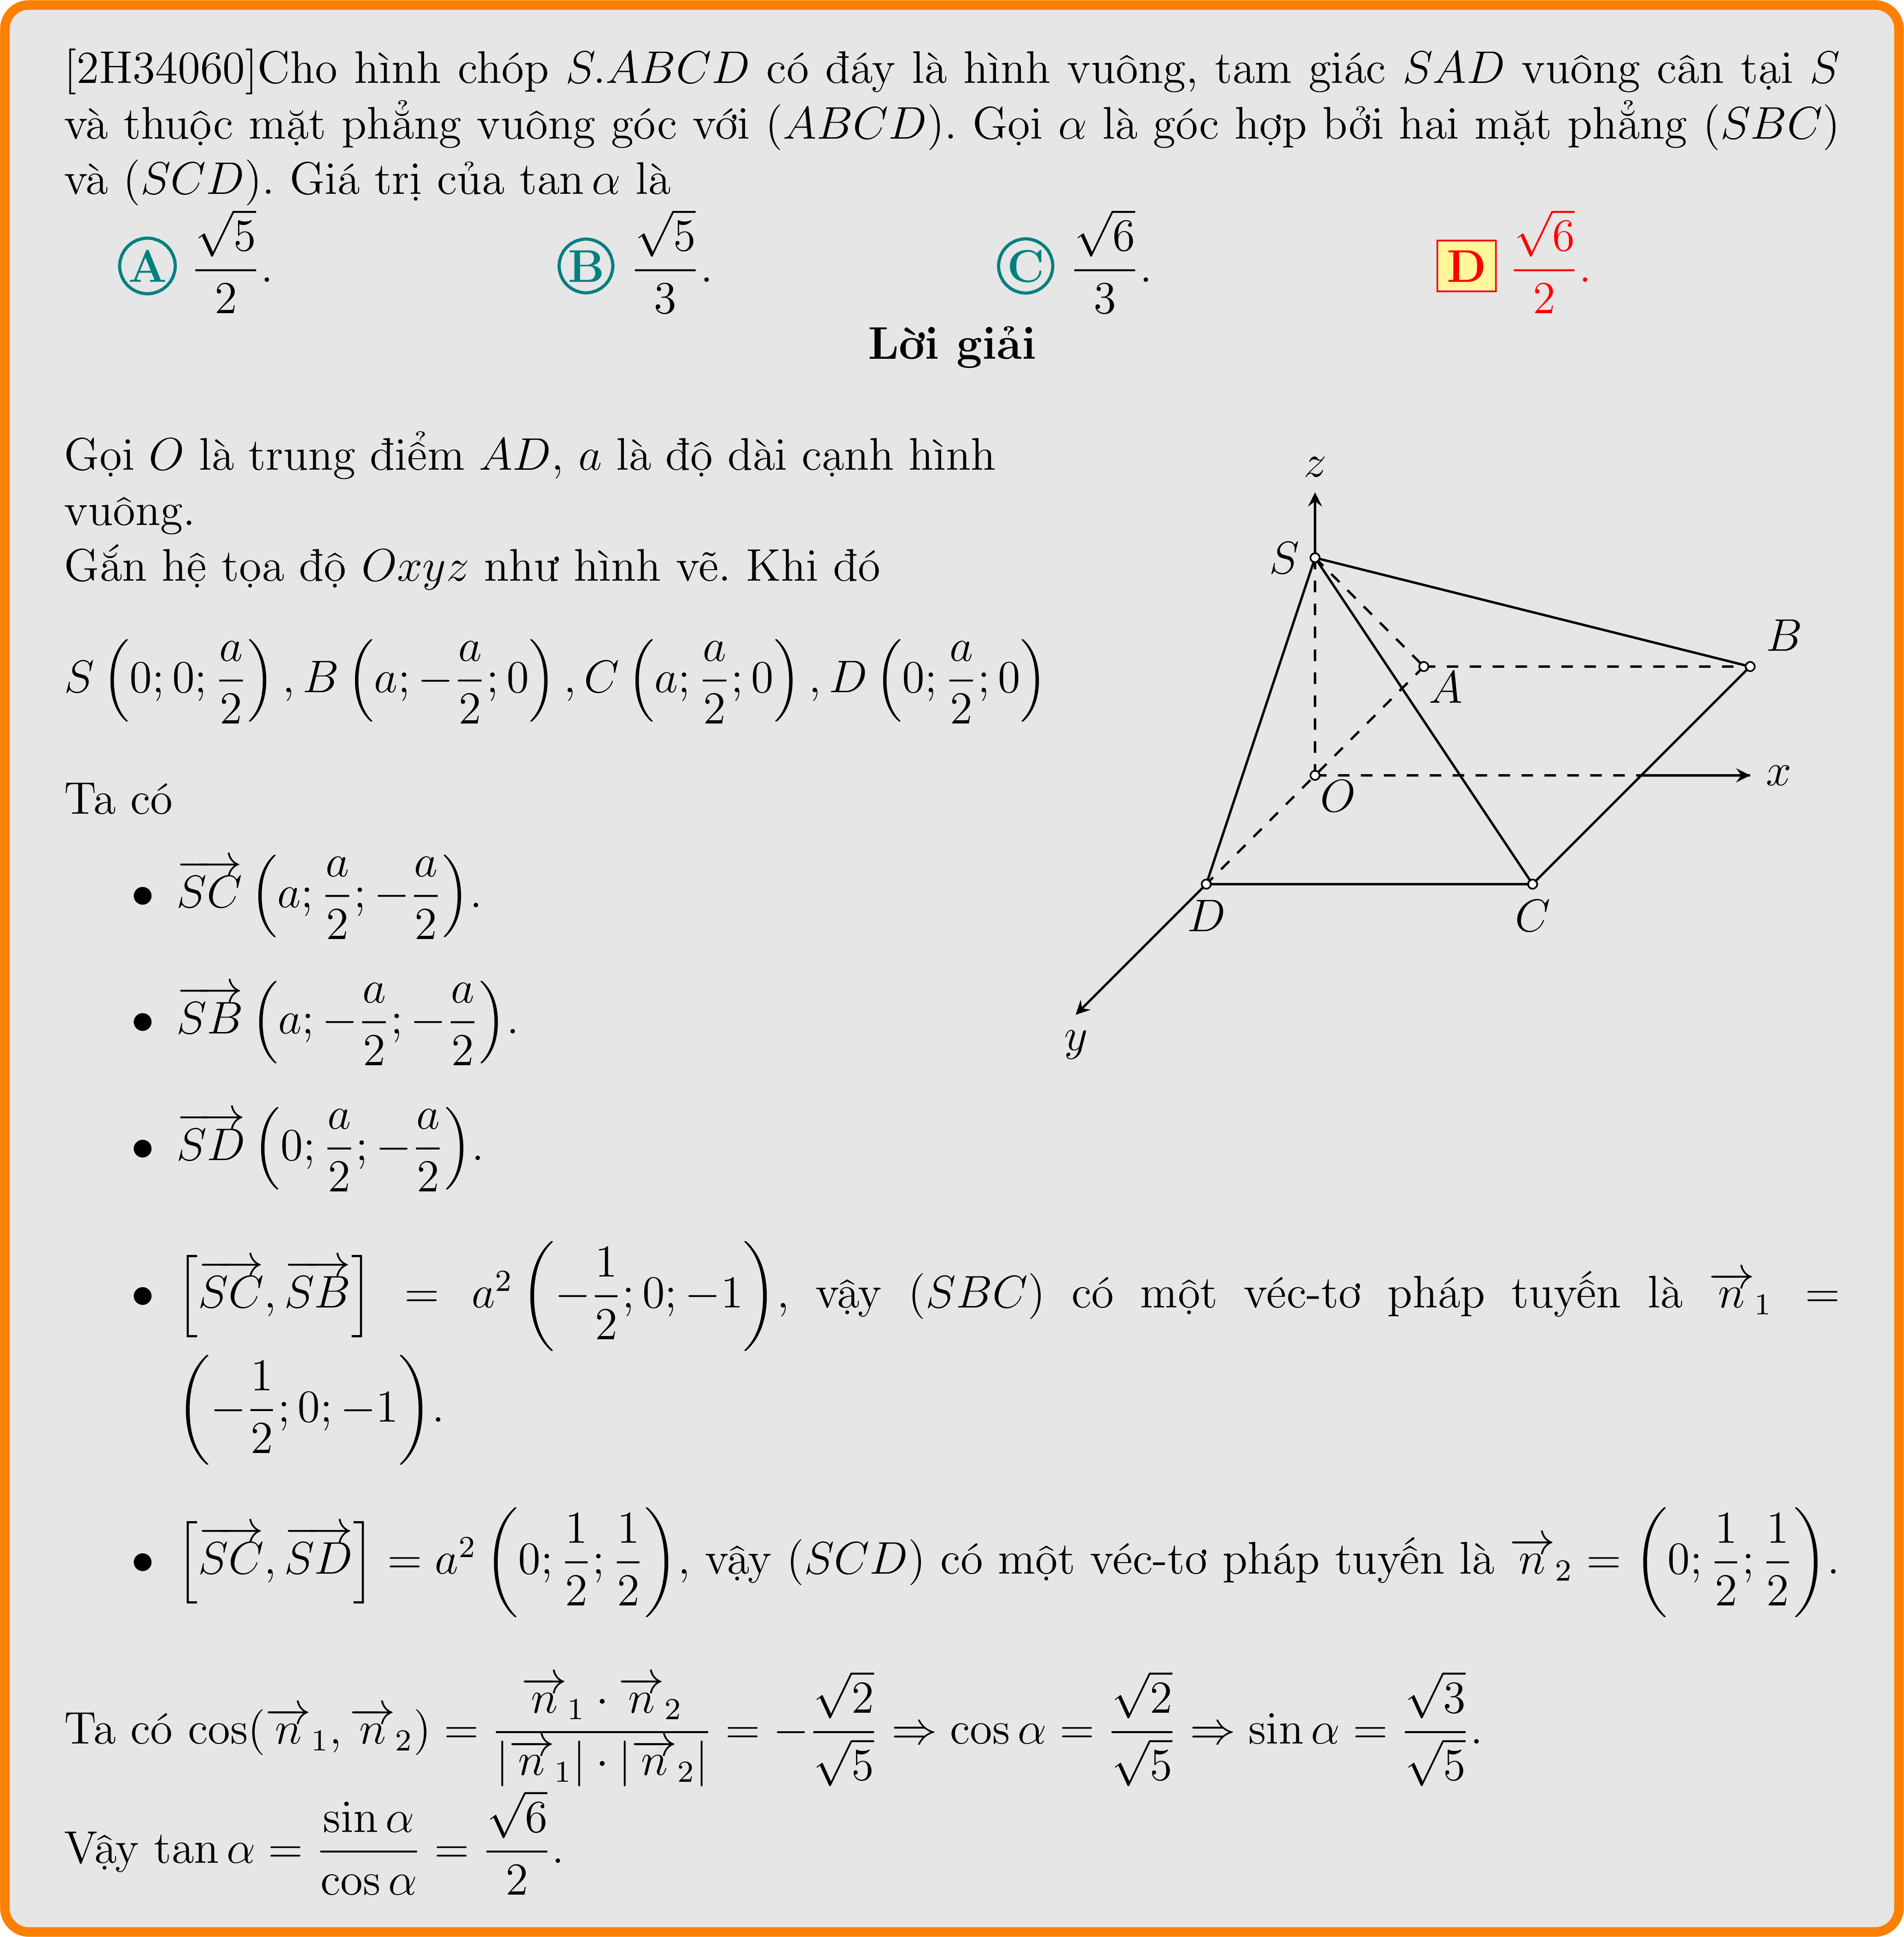 [2H34060]Cho hình chóp S.ABCD có đáy là hình vuông, tam giác SAD vuông cân tại S
và thuộc mặt phẳng vuông góc với (ABCD). Gọi α là góc hợp bởi hai mặt phẳng (SBC)
và (SCD). Giá trị của tan α là
A $\frac{\sqrt{5}}{2}$. B $\frac{\sqrt{5}}{3}$. C $\frac{\sqrt{6}}{3}$. D $\frac{\sqrt{6}}{2}$.
Lời giải
Gọi O là trung điểm AD, a là độ dài cạnh hình
vuông.
Gắn hệ tọa độ Oxyz như hình vẽ. Khi đó
$S\left(0;0;\frac{a}{2}\right), B\left(a;-\frac{a}{2};0\right), C\left(a;\frac{a}{2};0\right), D\left(0;\frac{a}{2};0\right)$
z
S
B
A
x
O
D
C
y
Ta có
• $\overrightarrow{SC}\left(a;\frac{a}{2};-\frac{a}{2}\right)$.
• $\overrightarrow{SB}\left(a;-\frac{a}{2};-\frac{a}{2}\right)$.
• $\overrightarrow{SD}\left(0;\frac{a}{2};-\frac{a}{2}\right)$.
• $\left[\overrightarrow{SC},\overrightarrow{SB}\right] = a^2\left(-\frac{1}{2};0;-1\right)$, vậy (SBC) có một véc-tơ pháp tuyến là $\overrightarrow{n}_1 =$
$\left(-\frac{1}{2};0;-1\right)$.
• $\left[\overrightarrow{SC},\overrightarrow{SD}\right] = a^2\left(0;\frac{1}{2};\frac{1}{2}\right)$, vậy (SCD) có một véc-tơ pháp tuyến là $\overrightarrow{n}_2 = \left(0;\frac{1}{2};\frac{1}{2}\right)$.
Ta có $\cos(\overrightarrow{n}_1,\overrightarrow{n}_2) = \frac{\overrightarrow{n}_1\cdot\overrightarrow{n}_2}{|\overrightarrow{n}_1|\cdot|\overrightarrow{n}_2|} = -\frac{\sqrt{2}}{\sqrt{5}} \Rightarrow \cos\alpha = \frac{\sqrt{2}}{\sqrt{5}} \Rightarrow \sin\alpha = \frac{\sqrt{3}}{\sqrt{5}}$.
Vậy $\tan\alpha = \frac{\sin\alpha}{\cos\alpha} = \frac{\sqrt{6}}{2}$.